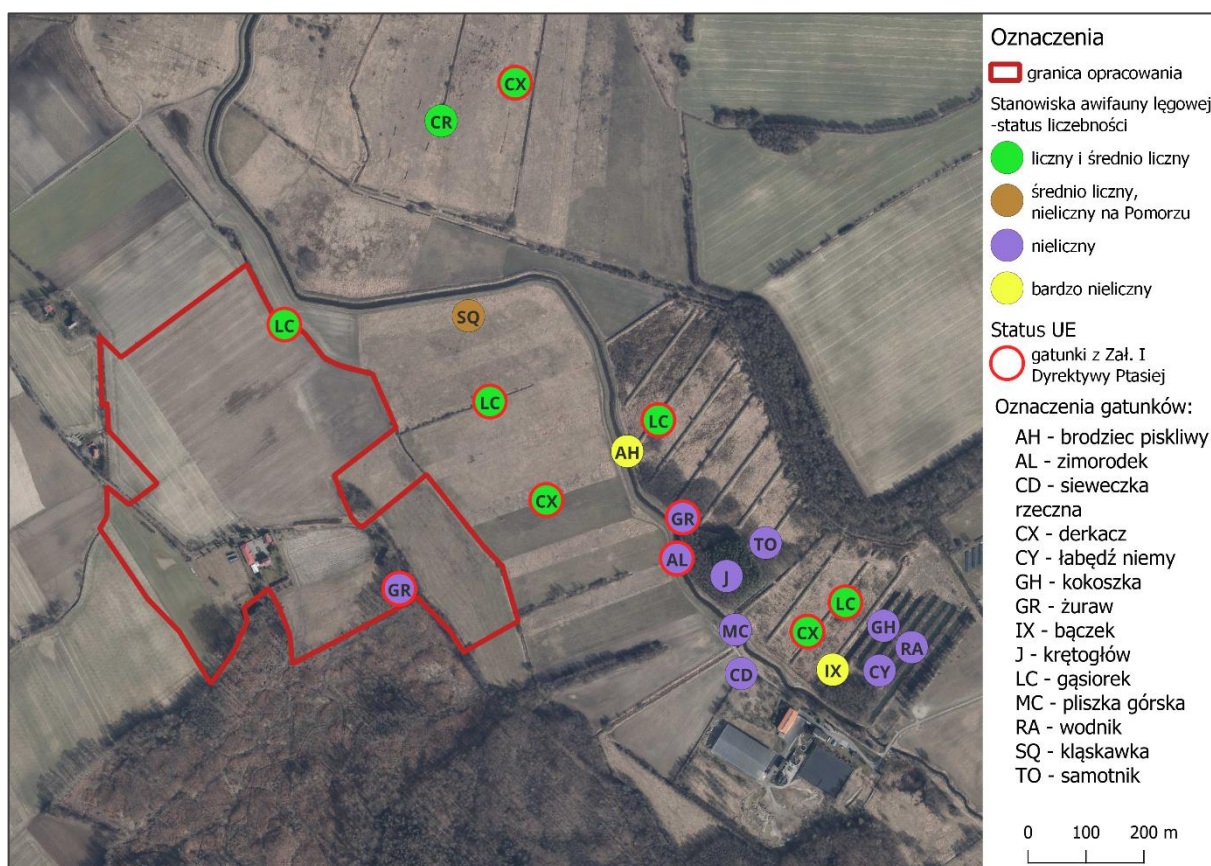 CX
CR
LC
SQ
LC
LC
AH
CX
GR
TO
AL
J
GR
LC
CX
MC
GH
RA
IX
CY
CD
Oznaczenia
granica opracowania
Stanowiska awifauny lęgowej
-status liczebności
liczny i średnio liczny
średnio liczny,
nieliczny na Pomorzu
nieliczny
bardzo nieliczny
Status UE
gatunki z Zał. I
Dyrektywy Ptasiej
Oznaczenia gatunków:
AH - brodziec piskliwy
AL - zimorodek
CD - sieweczka
rzeczna
CX - derkacz
CY - łabędź niemy
GH - kokoszka
GR - żuraw
IX - bączek
J - krętogłów
LC - gąsiorek
MC - pliszka górska
RA - wodnik
SQ - kląskawka
TO - samotnik
0 100 200 m